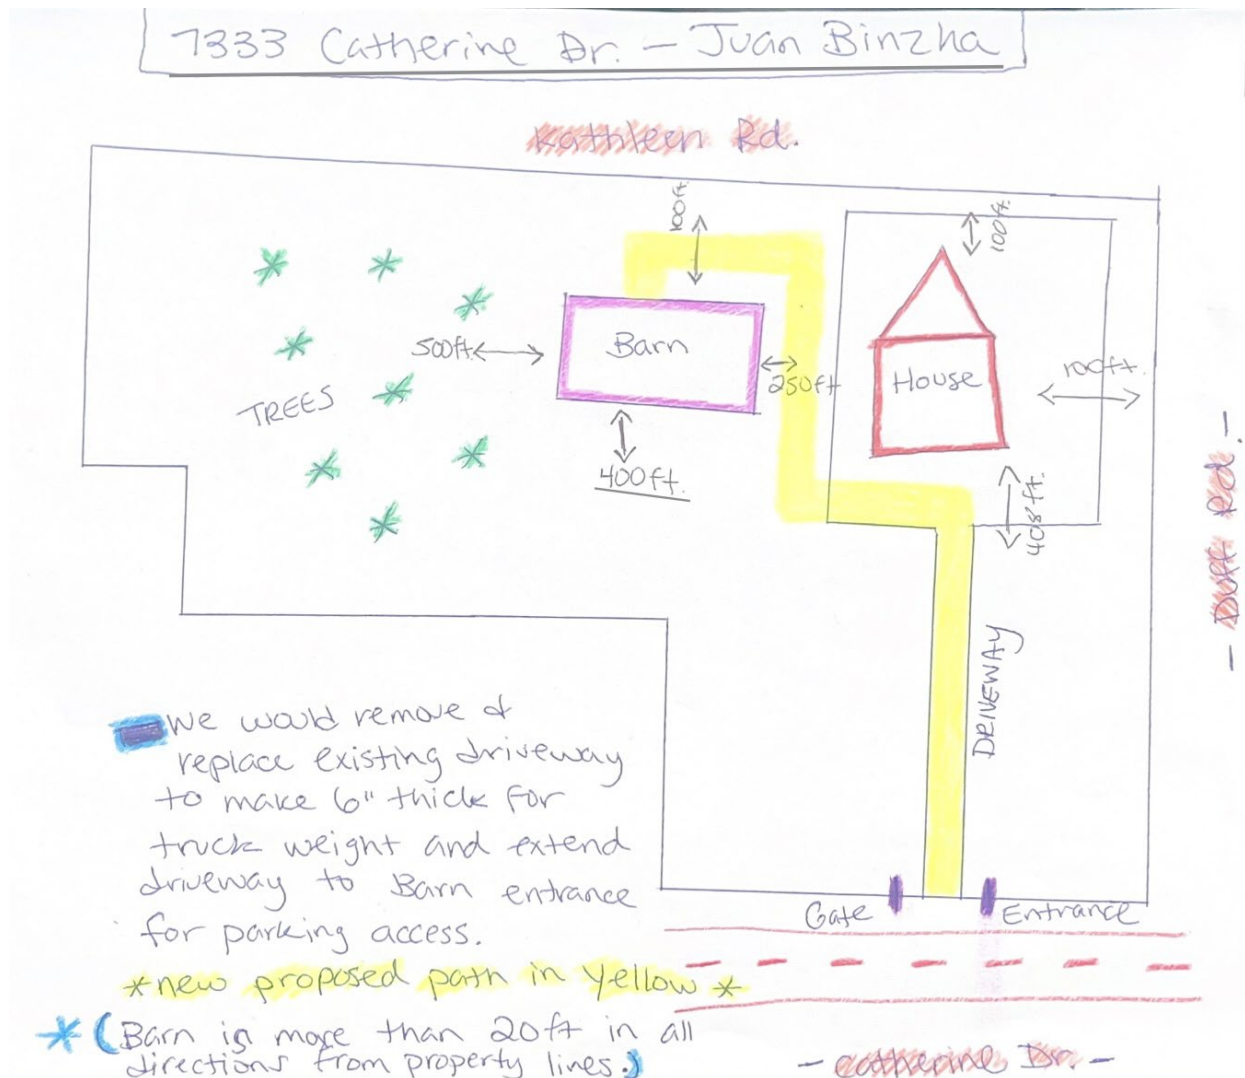 7333 Catherine Dr. - Juan Binzha
Kathleen Rd.
100ft.
100ft.
500ft
Barn
250ft
House
100ft.
TREES
400ft.
408ft.
- Duff Rd. -
DRIVEWAY
We would remove &
replace existing driveway
to make 6" thick for
truck weight and extend
driveway to Barn entrance
for parking access.
Gate
Entrance
*new proposed path in yellow*
* (Barn is more than 20ft in all
directions from property lines.)
- Catherine Dr. -